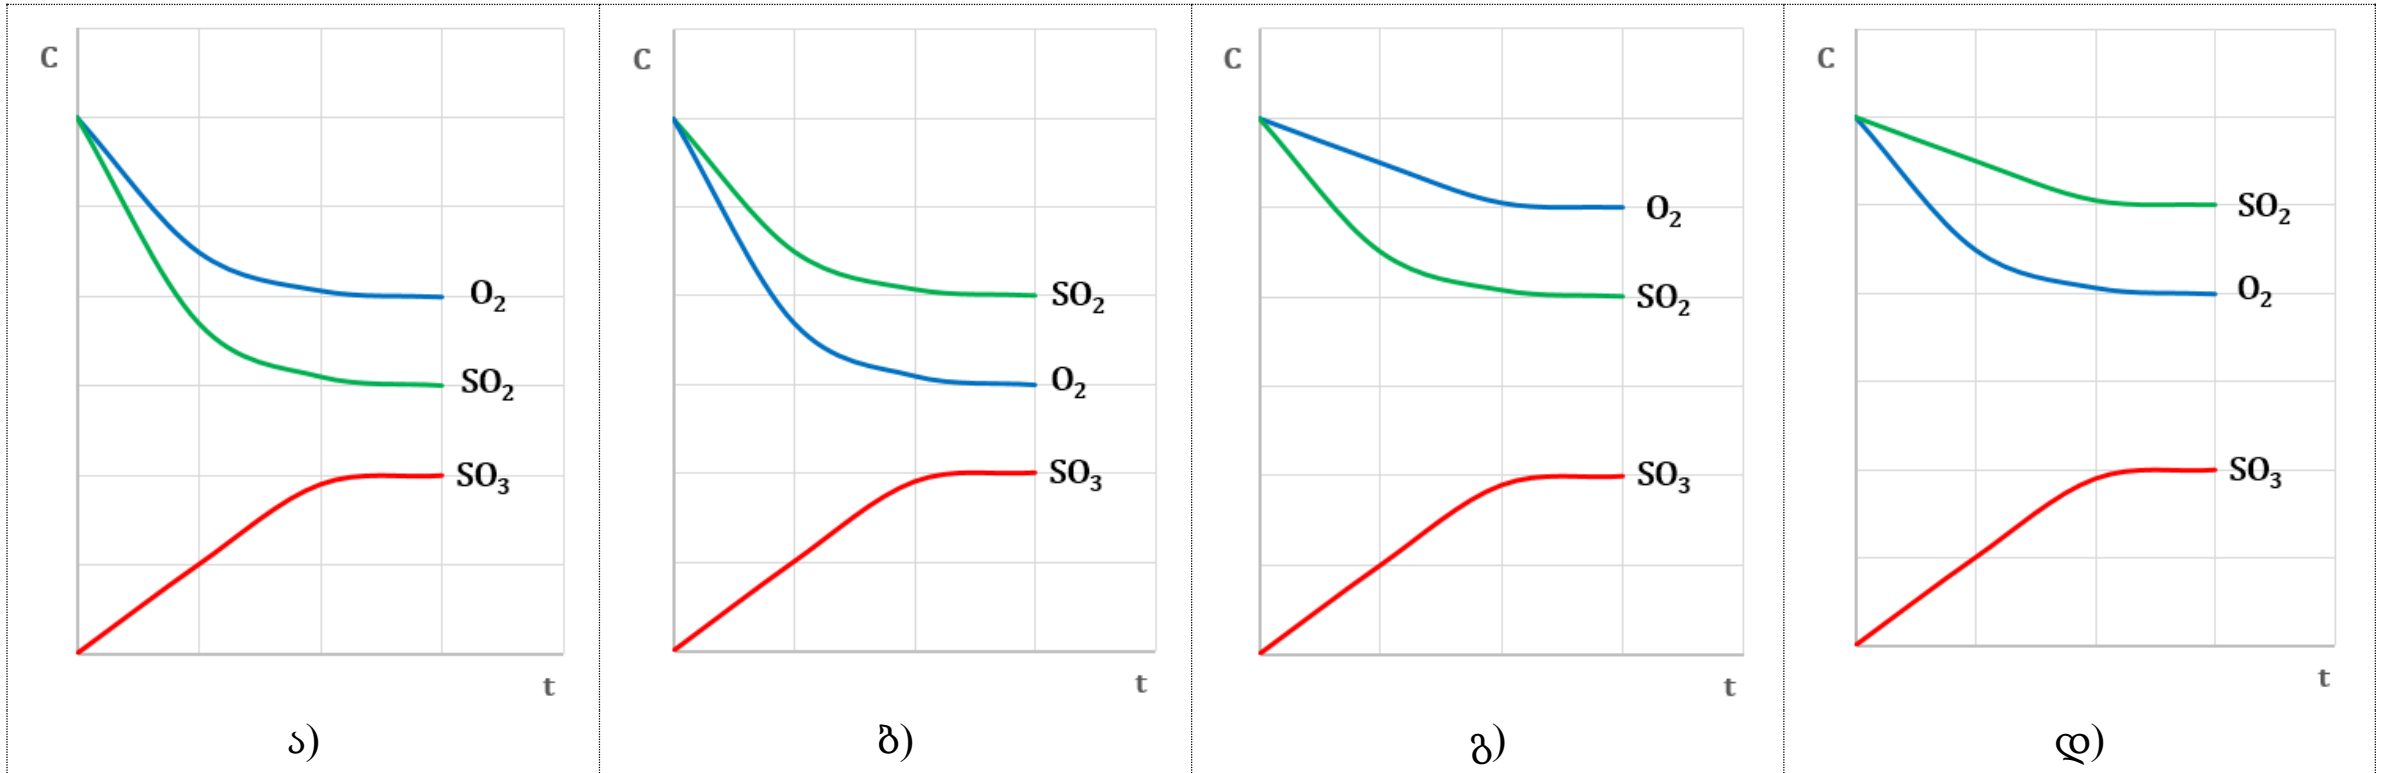 C
O₂
SO₂
SO₃
t
ა)
C
SO₂
O₂
SO₃
t
ბ)
C
O₂
SO₂
SO₃
t
გ)
C
SO₂
O₂
SO₃
t
დ)